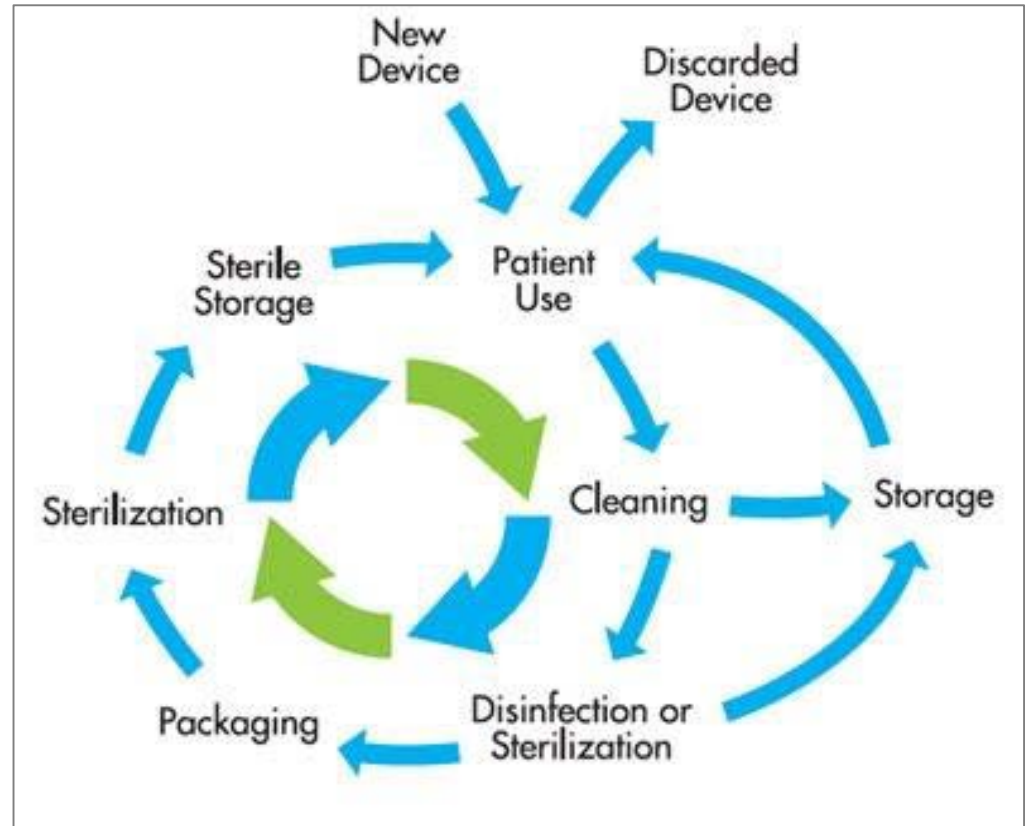 New
Device
Discarded
Device
Sterile
Storage
Patient
Use
Sterilization
Cleaning
Storage
Packaging
Disinfection or
Sterilization